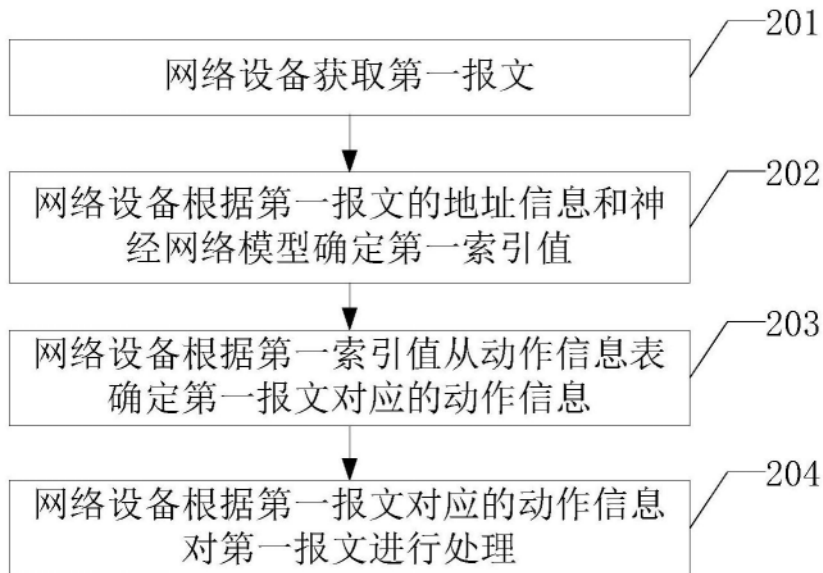 201
网络设备获取第一报文
202
网络设备根据第一报文的地址信息和神
经网络模型确定第一索引值
203
网络设备根据第一索引值从动作信息表
确定第一报文对应的动作信息
204
网络设备根据第一报文对应的动作信息
对第一报文进行处理